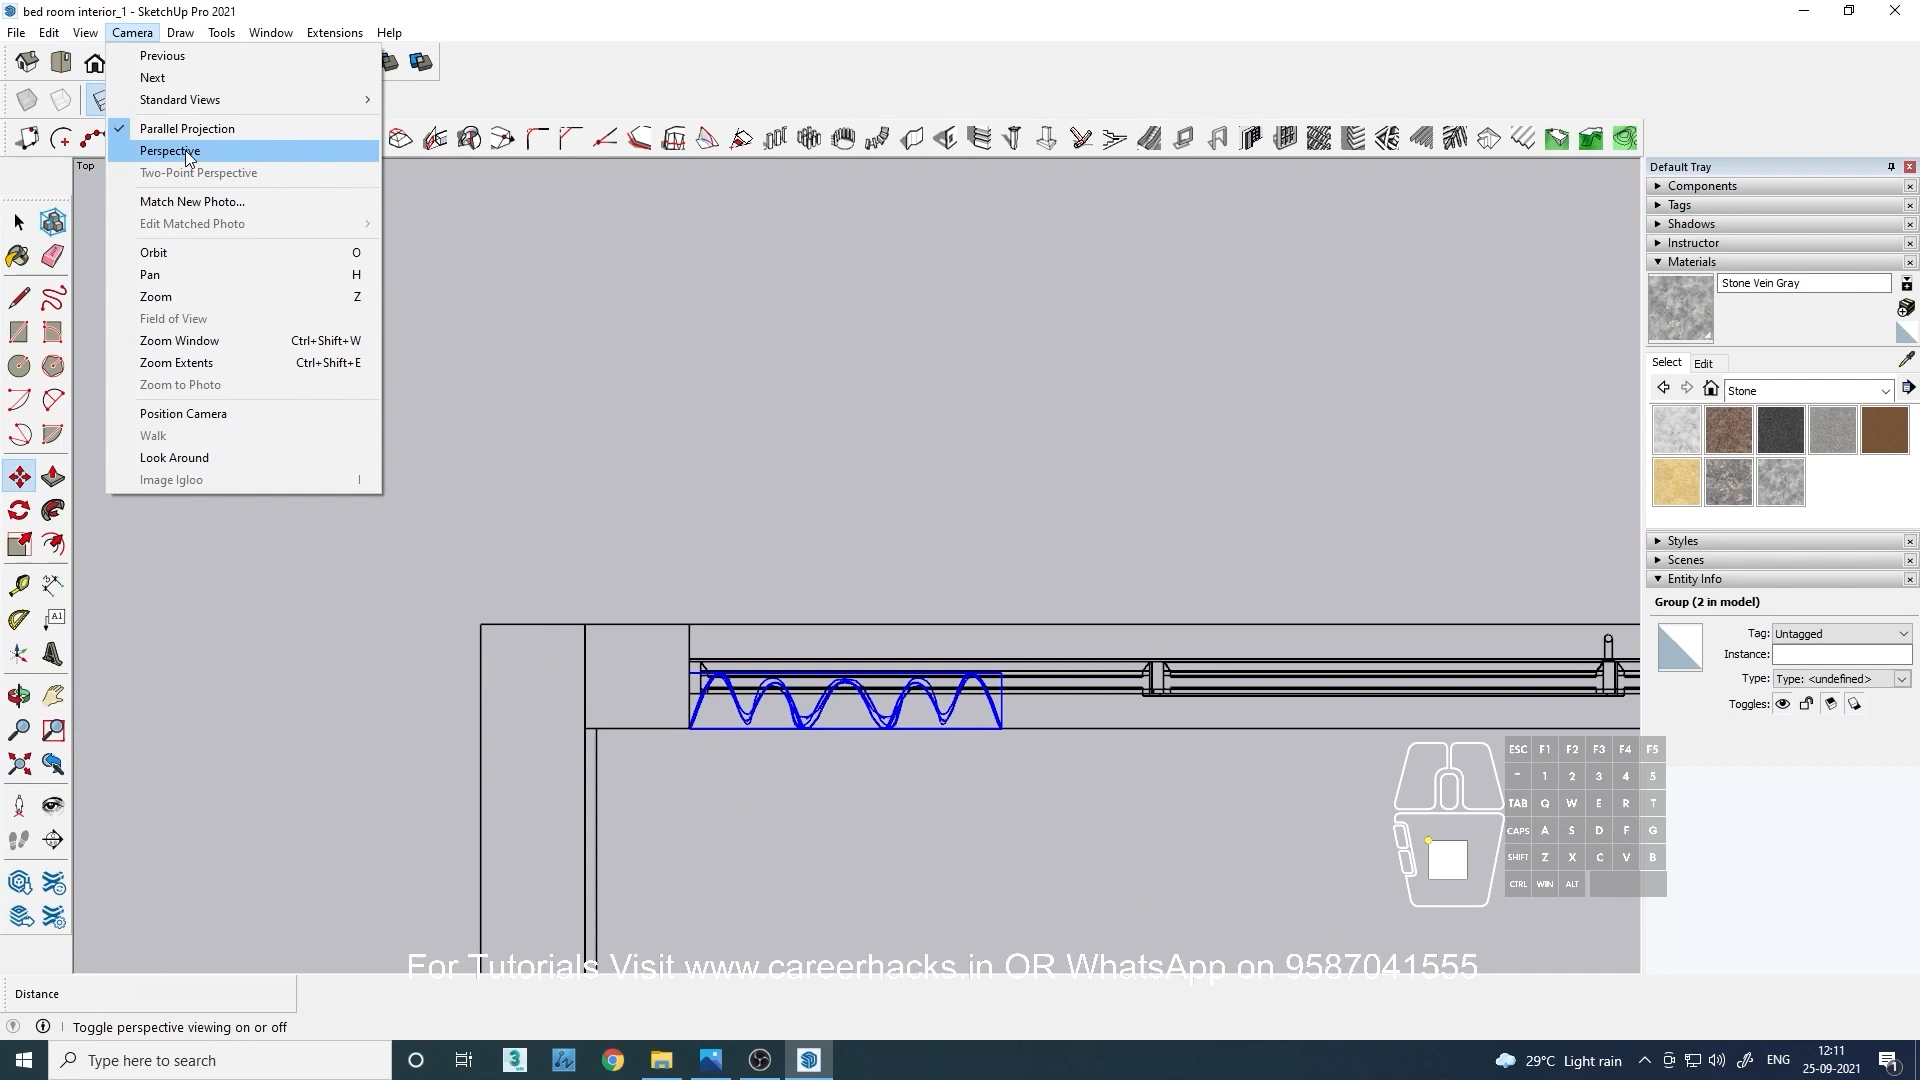 bed room interior_1 - SketchUp Pro 2021
File Edit View Camera Draw Tools Window Extensions Help
Previous
Next
Standard Views
Parallel Projection
Perspective
Two-Point Perspective
Match New Photo...
Edit Matched Photo
Orbit O
Pan H
Zoom Z
Field of View
Zoom Window Ctrl+Shift+W
Zoom Extents Ctrl+Shift+E
Zoom to Photo
Position Camera
Walk
Look Around
Image Igloo I
Top
A1
Default Tray
Components
Tags
Shadows
Instructor
Materials
Stone Vein Gray
Select Edit
Stone
Styles
Scenes
Entity Info
Group (2 in model)
Tag: Untagged
Instance:
Type: Type: <undefined>
Toggles:
ESC F1 F2 F3 F4 F5
~ 1 2 3 4 5
TAB Q W E R T
CAPS A S D F G
SHIFT Z X C V B
CTRL WIN ALT
For Tutorials Visit www.careerhacks.in OR WhatsApp on 9587041555
Distance
Toggle perspective viewing on or off
Type here to search
3
29°C Light rain
ENG
12:11
25-09-2021
1